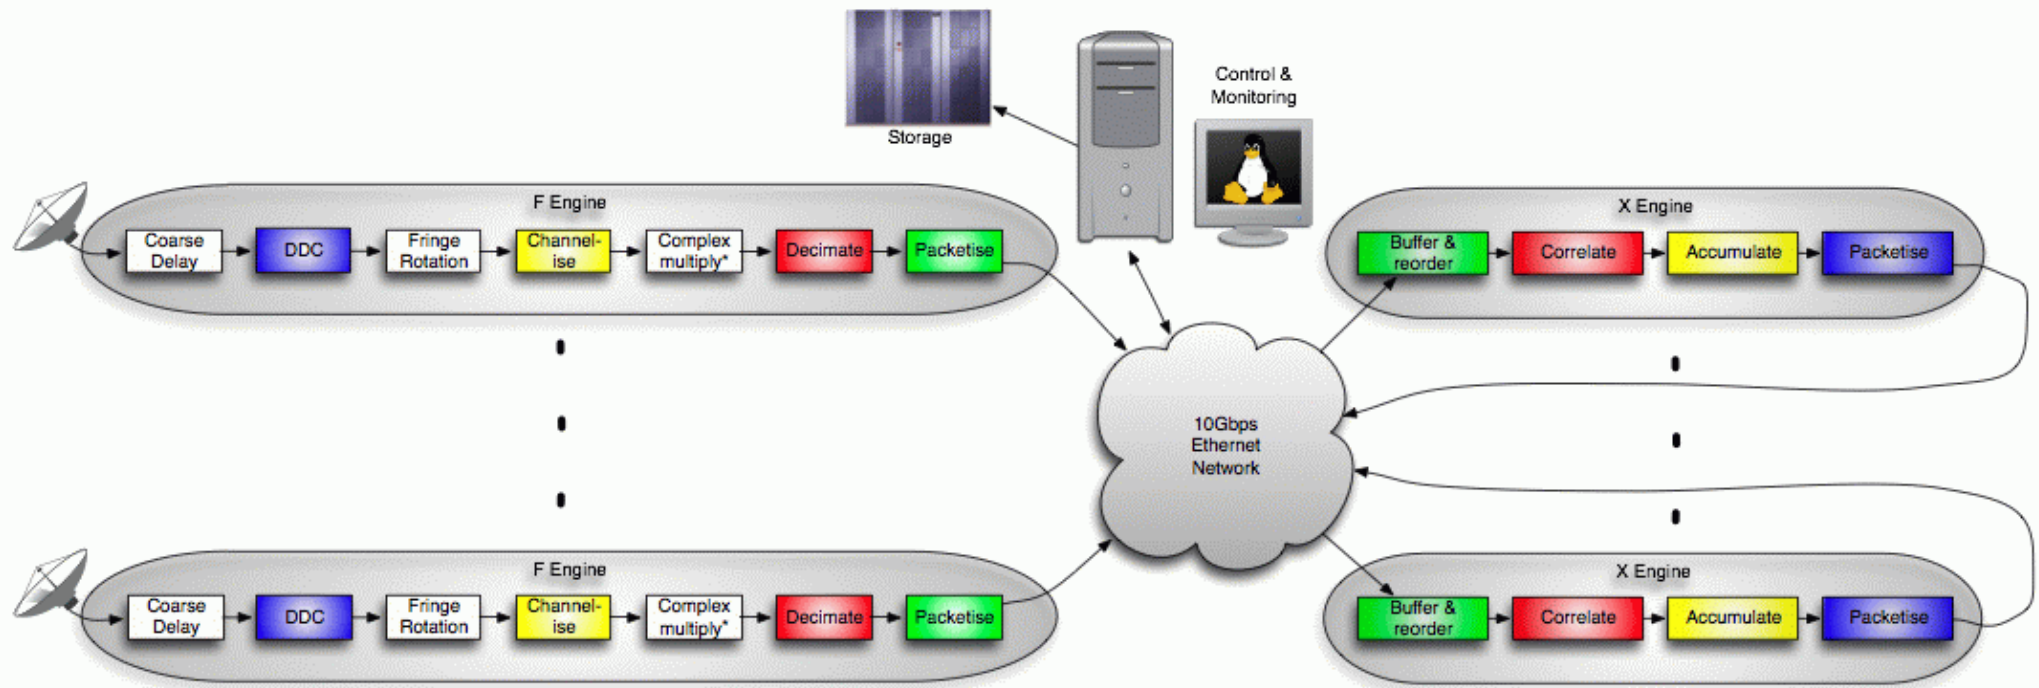 Control &
Monitoring
Storage
F Engine
Coarse
Delay
DDC
Fringe
Rotation
Channel-
ise
Complex
multiply*
Decimate
Packetise
X Engine
Buffer &
reorder
Correlate
Accumulate
Packetise
10Gbps
Ethernet
Network
F Engine
Coarse
Delay
DDC
Fringe
Rotation
Channel-
ise
Complex
multiply*
Decimate
Packetise
X Engine
Buffer &
reorder
Correlate
Accumulate
Packetise